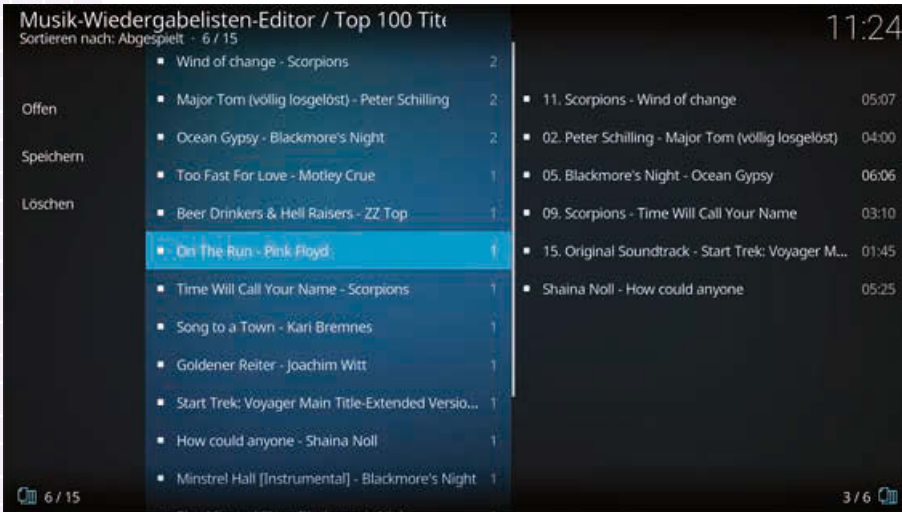 Musik-Wiedergabelisten-Editor / Top 100 Tite
11:24
Sortieren nach: Abgespielt · 6 / 15
Offen
Speichern
Löschen
Wind of change - Scorpions 2
Major Tom (völlig losgelöst) - Peter Schilling 2
Ocean Gypsy - Blackmore's Night 2
Too Fast For Love - Motley Crue 1
Beer Drinkers & Hell Raisers - ZZ Top 1
On The Run - Pink Floyd 1
Time Will Call Your Name - Scorpions 1
Song to a Town - Kari Bremnes 1
Goldener Reiter - Joachim Witt 1
Start Trek: Voyager Main Title-Extended Versio... 1
How could anyone - Shaina Noll 1
Minstrel Hall [Instrumental] - Blackmore's Night 1
11. Scorpions - Wind of change 05:07
02. Peter Schilling - Major Tom (völlig losgelöst) 04:00
05. Blackmore's Night - Ocean Gypsy 06:06
09. Scorpions - Time Will Call Your Name 03:10
15. Original Soundtrack - Start Trek: Voyager M... 01:45
Shaina Noll - How could anyone 05:25
6 / 15
3 / 6